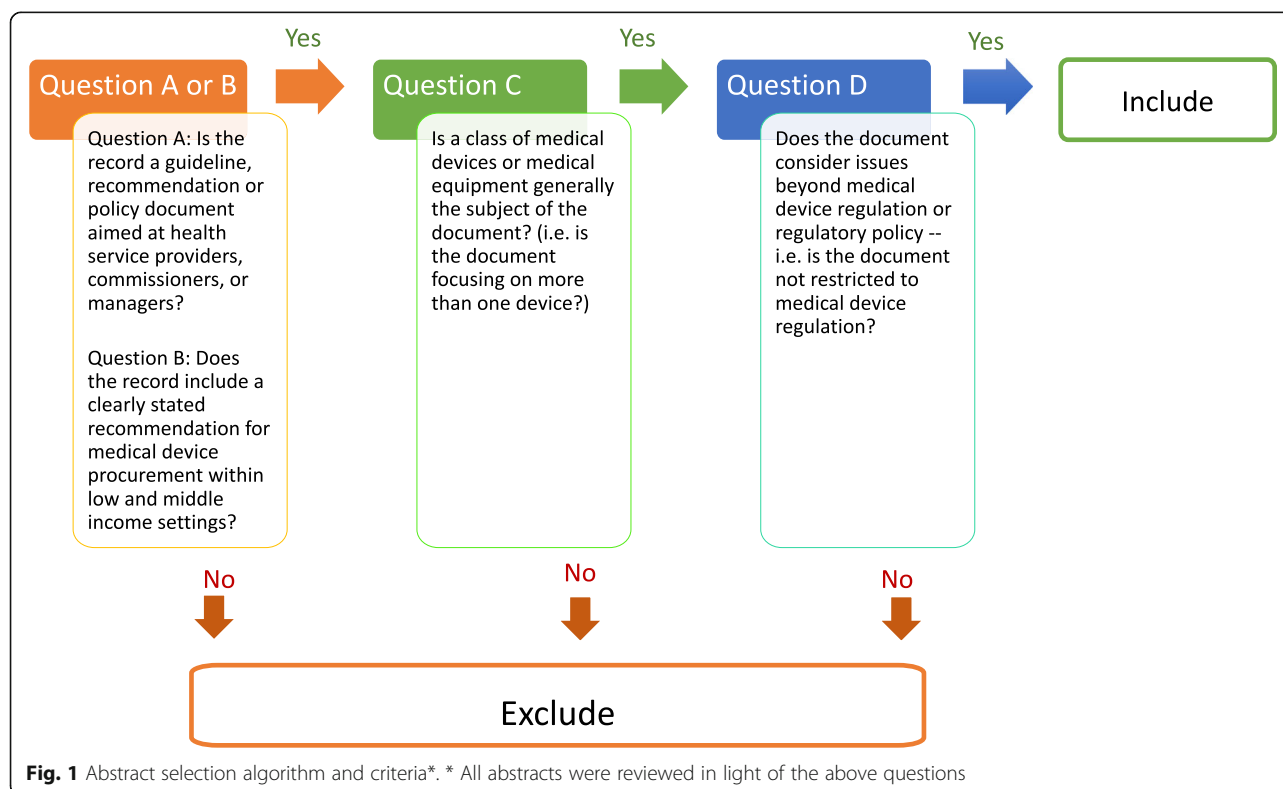 Yes
Yes
Yes
Question A or B
Question C
Question D
Include
Question A: Is the
record a guideline,
recommendation or
policy document
aimed at health
service providers,
commissioners, or
managers?
Question B: Does
the record include a
clearly stated
recommendation for
medical device
procurement within
low and middle
income settings?
Is a class of medical
devices or medical
equipment generally
the subject of the
document? (i.e. is
the document
focusing on more
than one device?)
Does the document
consider issues
beyond medical
device regulation or
regulatory policy --
i.e. is the document
not restricted to
medical device
regulation?
No
No
No
Exclude
Fig. 1 Abstract selection algorithm and criteria*. * All abstracts were reviewed in light of the above questions